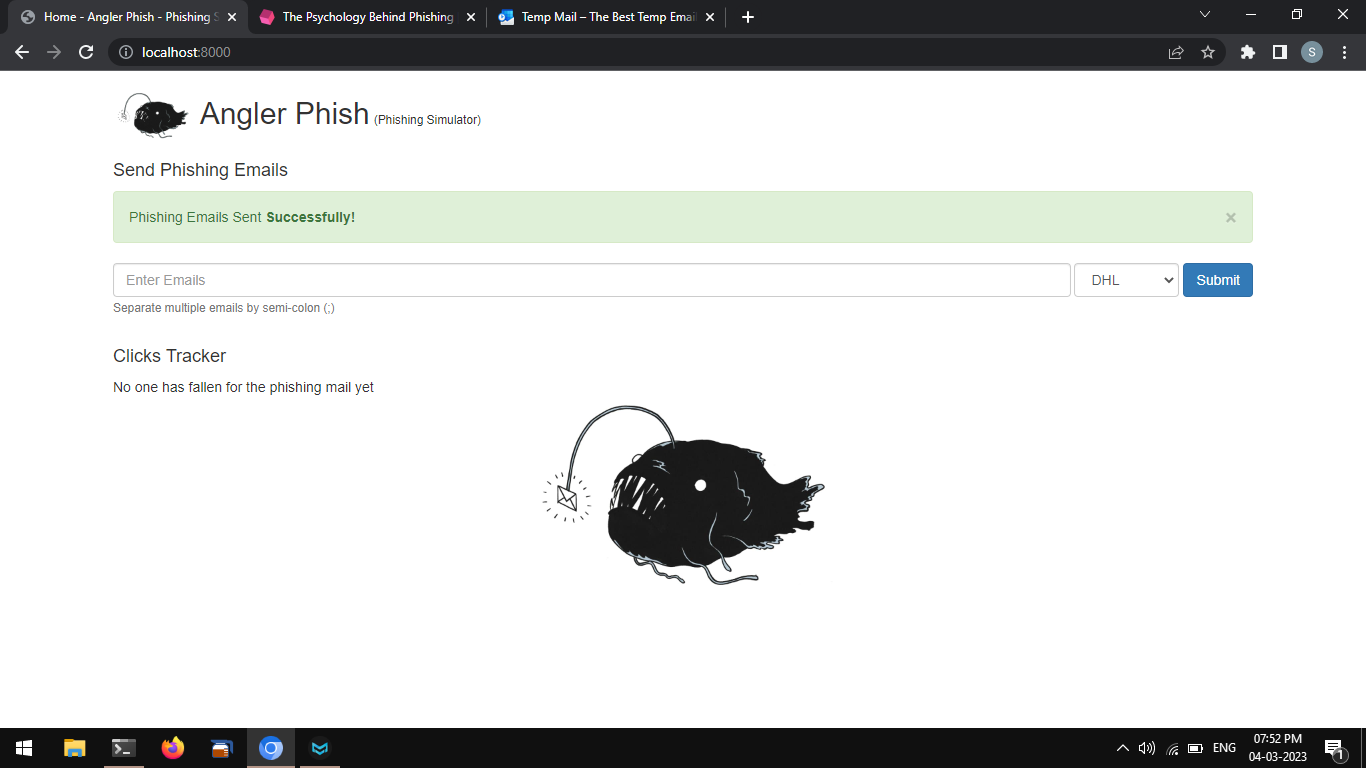 Home - Angler Phish - Phishing S
The Psychology Behind Phishing
Temp Mail – The Best Temp Email
localhost:8000
S
Angler Phish (Phishing Simulator)
Send Phishing Emails
Phishing Emails Sent Successfully!
×
Enter Emails
DHL
Submit
Separate multiple emails by semi-colon (;)
Clicks Tracker
No one has fallen for the phishing mail yet
ENG
07:52 PM
04-03-2023
1